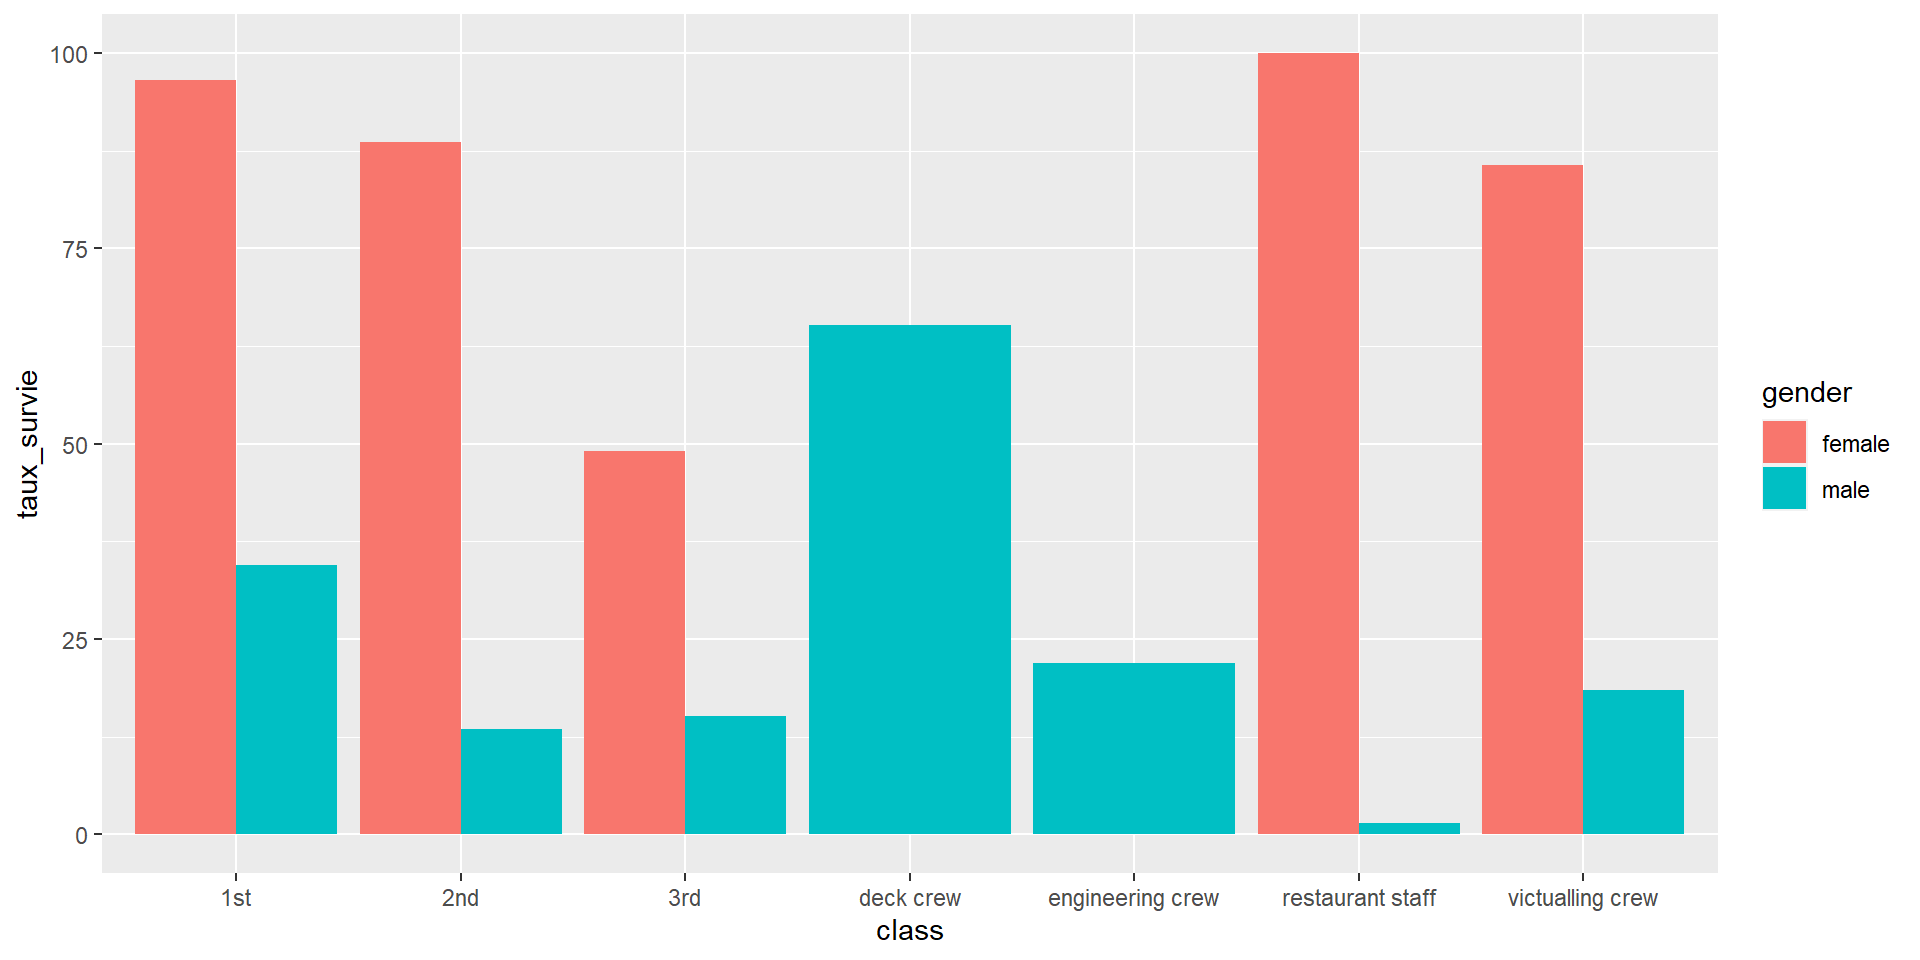 100
75
50
25
0
taux_survie
1st
2nd
3rd
deck crew
engineering crew
restaurant staff
victualling crew
class
gender
female
male